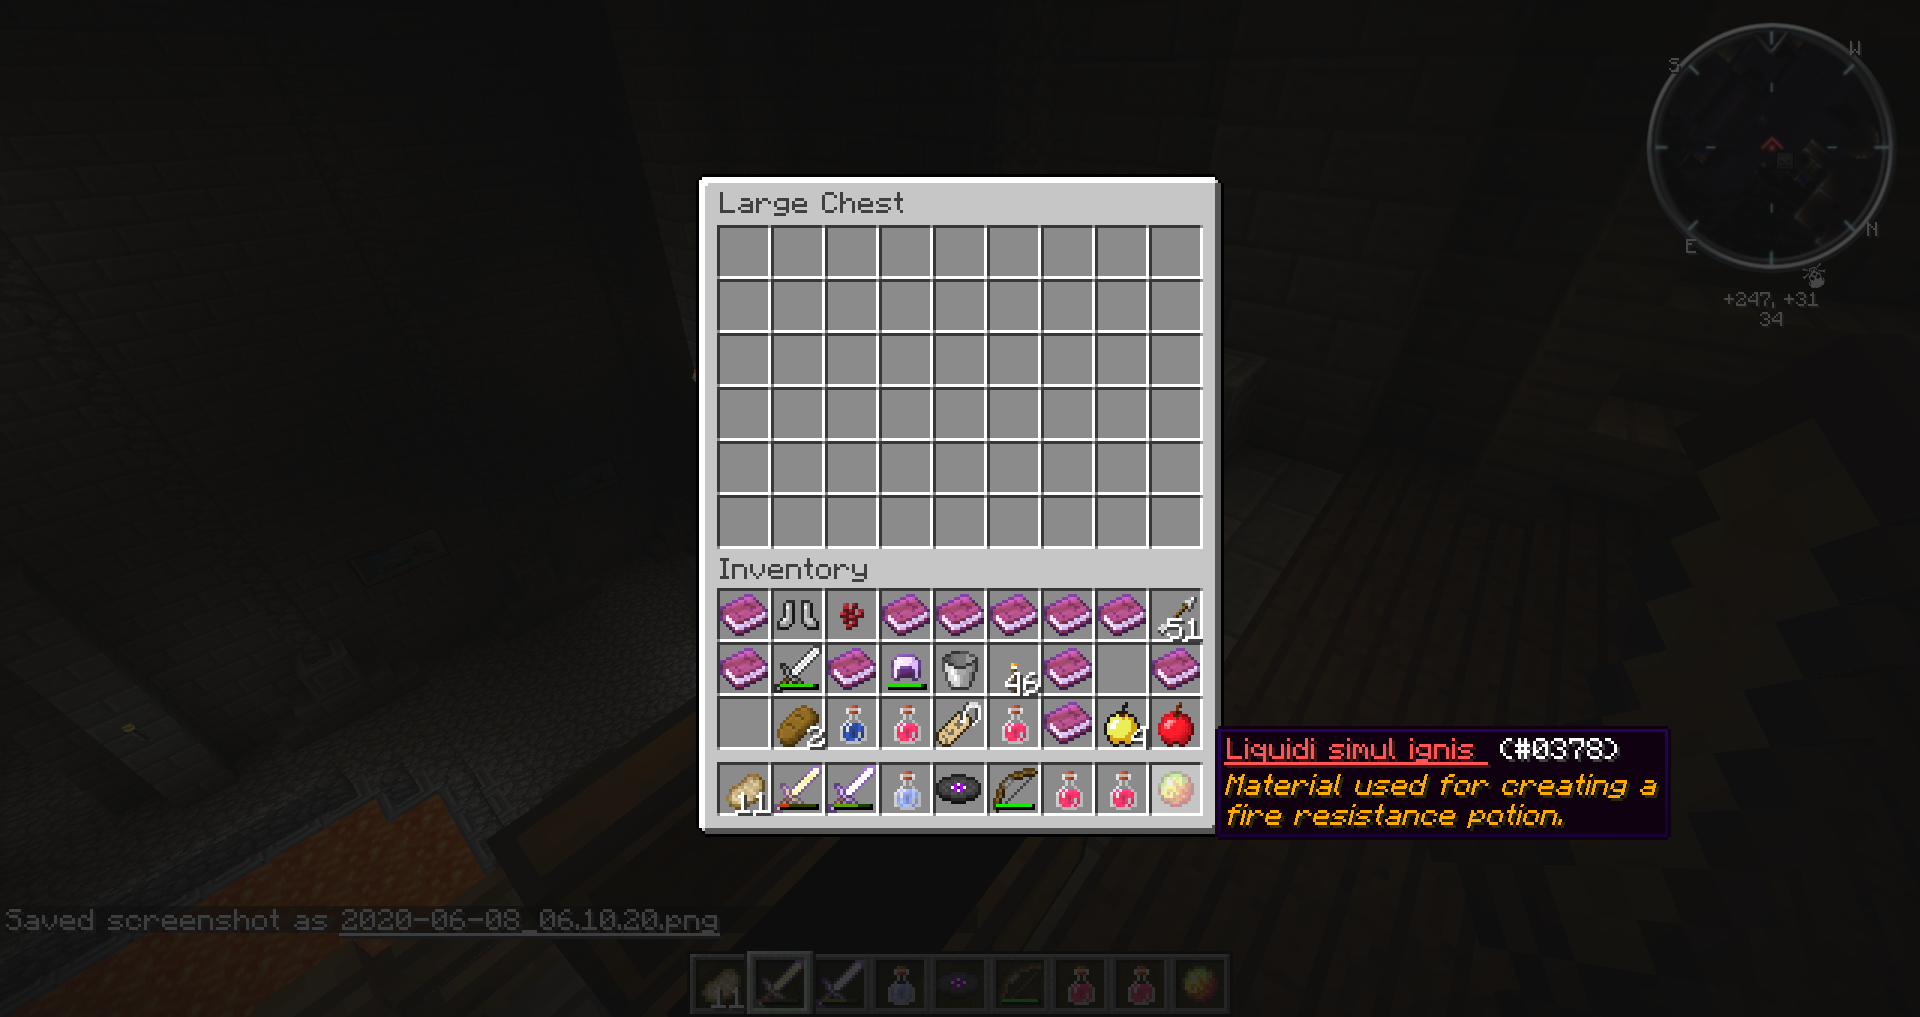 S
W
Large Chest
E
N
+247, +31
34
Inventory
51
46
2
4
Liquidi simul ignis (#0378)
Material used for creating a
fire resistance potion.
11
Saved screenshot as 2020-06-08_06.10.20.png
11